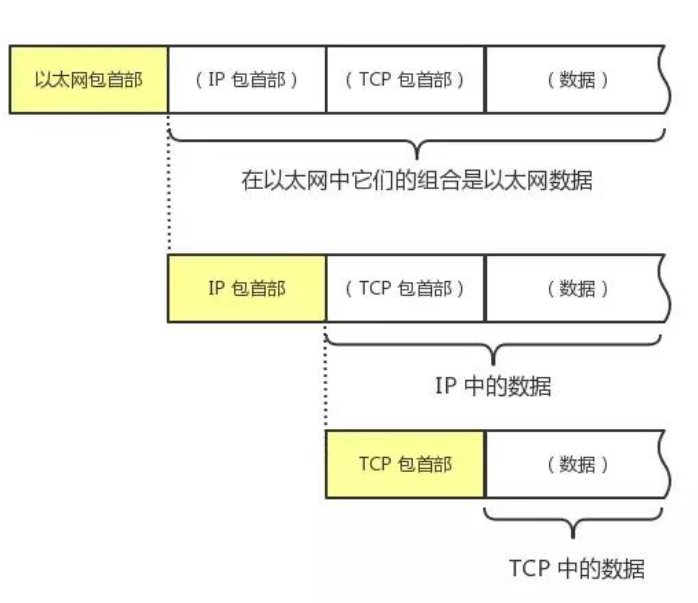 以太网包首部 （IP 包首部） （TCP 包首部） （数据）
在以太网中它们的组合是以太网数据
IP 包首部 （TCP 包首部） （数据）
IP 中的数据
TCP 包首部 （数据）
TCP 中的数据